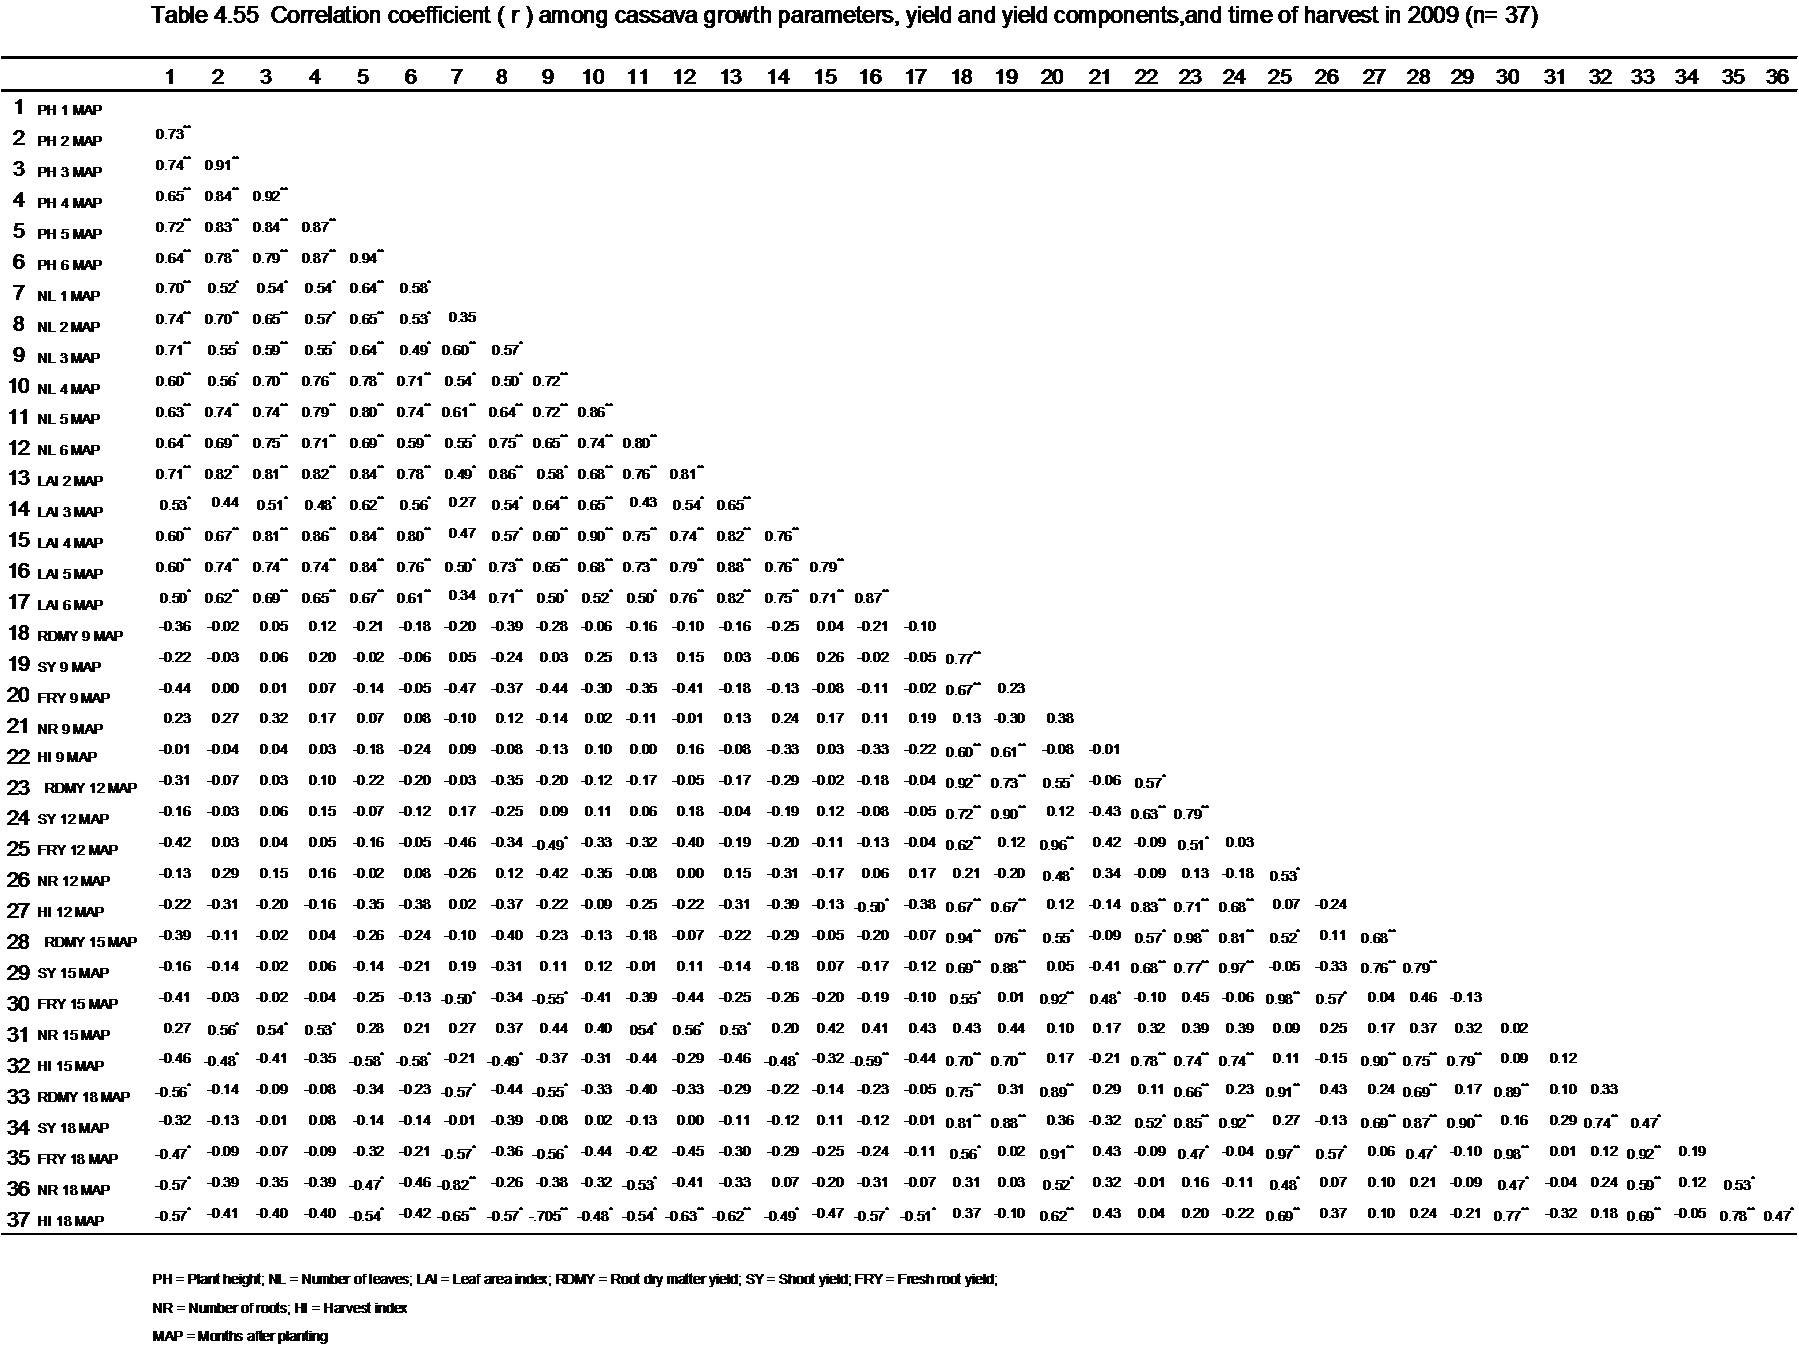 Table 4.55 Correlation coefficient ( r ) among cassava growth parameters, yield and yield components,and time of harvest in 2009 (n= 37)
1 2 3 4 5 6 7 8 9 10 11 12 13 14 15 16 17 18 19 20 21 22 23 24 25 26 27 28 29 30 31 32 33 34 35 36
1 PH 1 MAP
2 PH 2 MAP 0.73**
3 PH 3 MAP 0.74** 0.91**
4 PH 4 MAP 0.65** 0.84** 0.92**
5 PH 5 MAP 0.72** 0.83** 0.84** 0.87**
6 PH 6 MAP 0.64** 0.78** 0.79** 0.87** 0.94**
7 NL 1 MAP 0.70** 0.52* 0.54* 0.54* 0.64** 0.58*
8 NL 2 MAP 0.74** 0.70** 0.65** 0.57* 0.65** 0.53* 0.35
9 NL 3 MAP 0.71** 0.55* 0.59** 0.55* 0.64** 0.49* 0.60** 0.57*
10 NL 4 MAP 0.60** 0.56* 0.70** 0.76** 0.78** 0.71** 0.54* 0.50* 0.72**
11 NL 5 MAP 0.63** 0.74** 0.74** 0.79** 0.80** 0.74** 0.61** 0.64** 0.72** 0.86**
12 NL 6 MAP 0.64** 0.69** 0.75** 0.71** 0.69** 0.59** 0.55* 0.75** 0.65** 0.74** 0.80**
13 LAI 2 MAP 0.71** 0.82** 0.81** 0.82** 0.84** 0.78** 0.49* 0.86** 0.58* 0.68** 0.76** 0.81**
14 LAI 3 MAP 0.53* 0.44 0.51* 0.48* 0.62** 0.56* 0.27 0.54* 0.64** 0.65** 0.43 0.54* 0.65**
15 LAI 4 MAP 0.60** 0.67** 0.81** 0.86** 0.84** 0.80** 0.47 0.57* 0.60** 0.90** 0.75** 0.74** 0.82** 0.76**
16 LAI 5 MAP 0.60** 0.74** 0.74** 0.74** 0.84** 0.76** 0.50* 0.73** 0.65** 0.68** 0.73** 0.79** 0.88** 0.76** 0.79**
17 LAI 6 MAP 0.50* 0.62** 0.69** 0.65** 0.67** 0.61** 0.34 0.71** 0.50* 0.52* 0.50* 0.76** 0.82** 0.75** 0.71** 0.87**
18 RDMY 9 MAP -0.36 -0.02 0.05 0.12 -0.21 -0.18 -0.20 -0.39 -0.28 -0.06 -0.16 -0.10 -0.16 -0.25 0.04 -0.21 -0.10
19 SY 9 MAP -0.22 -0.03 0.06 0.20 -0.02 -0.06 0.05 -0.24 0.03 0.25 0.13 0.15 0.03 -0.06 0.26 -0.02 -0.05 0.77**
20 FRY 9 MAP -0.44 0.00 0.01 0.07 -0.14 -0.05 -0.47 -0.37 -0.44 -0.30 -0.35 -0.41 -0.18 -0.13 -0.08 -0.11 -0.02 0.67** 0.23
21 NR 9 MAP 0.23 0.27 0.32 0.17 0.07 0.08 -0.10 0.12 -0.14 0.02 -0.11 -0.01 0.13 0.24 0.17 0.11 0.19 0.13 -0.30 0.38
22 HI 9 MAP -0.01 -0.04 0.04 0.03 -0.18 -0.24 0.09 -0.08 -0.13 0.10 0.00 0.16 -0.08 -0.33 0.03 -0.33 -0.22 0.60** 0.61** -0.08 -0.01
23 RDMY 12 MAP -0.31 -0.07 0.03 0.10 -0.22 -0.20 -0.03 -0.35 -0.20 -0.12 -0.17 -0.05 -0.17 -0.29 -0.02 -0.18 -0.04 0.92** 0.73** 0.55* -0.06 0.57*
24 SY 12 MAP -0.16 -0.03 0.06 0.15 -0.07 -0.12 0.17 -0.25 0.09 0.11 0.06 0.18 -0.04 -0.19 0.12 -0.08 -0.05 0.72** 0.90** 0.12 -0.43 0.63** 0.79**
25 FRY 12 MAP -0.42 0.03 0.04 0.05 -0.16 -0.05 -0.46 -0.34 -0.49* -0.33 -0.32 -0.40 -0.19 -0.20 -0.11 -0.13 -0.04 0.62** 0.12 0.96** 0.42 -0.09 0.51* 0.03
26 NR 12 MAP -0.13 0.29 0.15 0.16 -0.02 0.08 -0.26 0.12 -0.42 -0.35 -0.08 0.00 0.15 -0.31 -0.17 0.06 0.17 0.21 -0.20 0.48* 0.34 -0.09 0.13 -0.18 0.53*
27 HI 12 MAP -0.22 -0.31 -0.20 -0.16 -0.35 -0.38 0.02 -0.37 -0.22 -0.09 -0.25 -0.22 -0.31 -0.39 -0.13 -0.50* -0.38 0.67** 0.67** 0.12 -0.14 0.83** 0.71** 0.68** 0.07 -0.24
28 RDMY 15 MAP -0.39 -0.11 -0.02 0.04 -0.26 -0.24 -0.10 -0.40 -0.23 -0.13 -0.18 -0.07 -0.22 -0.29 -0.05 -0.20 -0.07 0.94** 076** 0.55* -0.09 0.57* 0.98** 0.81** 0.52* 0.11 0.68**
29 SY 15 MAP -0.16 -0.14 -0.02 0.06 -0.14 -0.21 0.19 -0.31 0.11 0.12 -0.01 0.11 -0.14 -0.18 0.07 -0.17 -0.12 0.69** 0.88** 0.05 -0.41 0.68** 0.77** 0.97** -0.05 -0.33 0.76** 0.79**
30 FRY 15 MAP -0.41 -0.03 -0.02 -0.04 -0.25 -0.13 -0.50* -0.34 -0.55* -0.41 -0.39 -0.44 -0.25 -0.26 -0.20 -0.19 -0.10 0.55* 0.01 0.92** 0.48* -0.10 0.45 -0.06 0.98** 0.57* 0.04 0.46 -0.13
31 NR 15 MAP 0.27 0.56* 0.54* 0.53* 0.28 0.21 0.27 0.37 0.44 0.40 054* 0.56* 0.53* 0.20 0.42 0.41 0.43 0.43 0.44 0.10 0.17 0.32 0.39 0.39 0.09 0.25 0.17 0.37 0.32 0.02
32 HI 15 MAP -0.46 -0.48* -0.41 -0.35 -0.58* -0.58* -0.21 -0.49* -0.37 -0.31 -0.44 -0.29 -0.46 -0.48* -0.32 -0.59** -0.44 0.70** 0.70** 0.17 -0.21 0.78** 0.74** 0.74** 0.11 -0.15 0.90** 0.75** 0.79** 0.09 0.12
33 RDMY 18 MAP -0.56* -0.14 -0.09 -0.08 -0.34 -0.23 -0.57* -0.44 -0.55* -0.33 -0.40 -0.33 -0.29 -0.22 -0.14 -0.23 -0.05 0.75** 0.31 0.89** 0.29 0.11 0.66** 0.23 0.91** 0.43 0.24 0.69** 0.17 0.89** 0.10 0.33
34 SY 18 MAP -0.32 -0.13 -0.01 0.08 -0.14 -0.14 -0.01 -0.39 -0.08 0.02 -0.13 0.00 -0.11 -0.12 0.11 -0.12 -0.01 0.81** 0.88** 0.36 -0.32 0.52* 0.85** 0.92** 0.27 -0.13 0.69** 0.87** 0.90** 0.16 0.29 0.74** 0.47*
35 FRY 18 MAP -0.47* -0.09 -0.07 -0.09 -0.32 -0.21 -0.57* -0.36 -0.56* -0.44 -0.42 -0.45 -0.30 -0.29 -0.25 -0.24 -0.11 0.56* 0.02 0.91** 0.43 -0.09 0.47* -0.04 0.97** 0.57* 0.06 0.47* -0.10 0.98** 0.01 0.12 0.92** 0.19
36 NR 18 MAP -0.57* -0.39 -0.35 -0.39 -0.47* -0.46 -0.82** -0.26 -0.38 -0.32 -0.53* -0.41 -0.33 0.07 -0.20 -0.31 -0.07 0.31 0.03 0.52* 0.32 -0.01 0.16 -0.11 0.48* 0.07 0.10 0.21 -0.09 0.47* -0.04 0.24 0.59** 0.12 0.53*
37 HI 18 MAP -0.57* -0.41 -0.40 -0.40 -0.54* -0.42 -0.65** -0.57* -.705** -0.48* -0.54* -0.63** -0.62** -0.49* -0.47 -0.57* -0.51* 0.37 -0.10 0.62** 0.43 0.04 0.20 -0.22 0.69** 0.37 0.10 0.24 -0.21 0.77** -0.32 0.18 0.69** -0.05 0.78** 0.47*
PH = Plant height; NL = Number of leaves; LAI = Leaf area index; RDMY = Root dry matter yield; SY = Shoot yield; FRY = Fresh root yield;
NR = Number of roots; HI = Harvest index
MAP = Months after planting